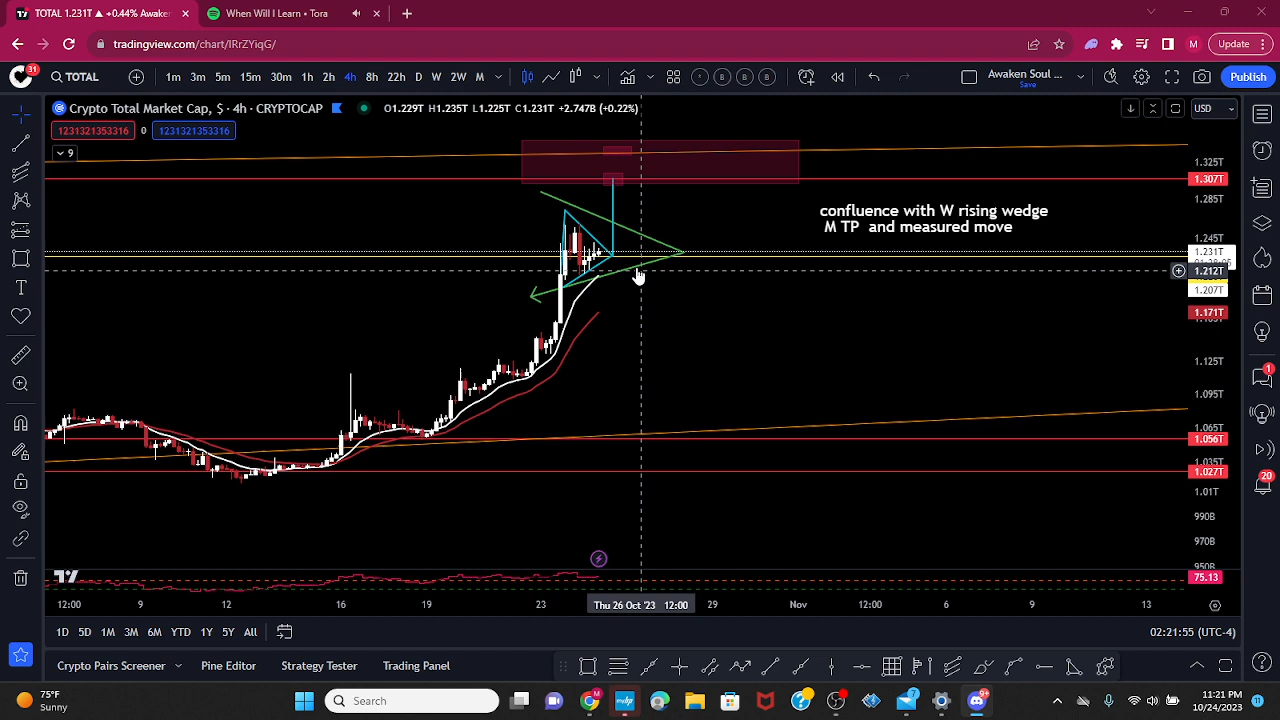 TOTAL 1.231T ▲ +0.44% Awaker
When Will I Learn • Tora
tradingview.com/chart/IRrZYiqG/
Update
31
TOTAL
1m 3m 5m 15m 30m 1h 2h 4h 8h 22h D W 2W M
Awaken Soul ...
Save
Publish
Crypto Total Market Cap, $ · 4h · CRYPTOCAP
O1.229T H1.235T L1.225T C1.231T +2.747B (+0.22%)
USD
1231321353316 0 1231321353316
9
1.325T
1.307T
1.285T
confluence with W rising wedge
M TP and measured move
1.245T
1.231T
1.212T
1.207T
1.171T
1.125T
1.095T
1.065T
1.056T
1.035T
1.027T
1.01T
990B
970B
950B
75.13
1
20
12:00 9 12 16 19 23 Thu 26 Oct '23 12:00 29 Nov 12:00 6 9 13
1D 5D 1M 3M 6M YTD 1Y 5Y All
02:21:55 (UTC-4)
Crypto Pairs Screener Pine Editor Strategy Tester Trading Panel
75°F
Sunny
Search
11:21 PM
10/24/2023